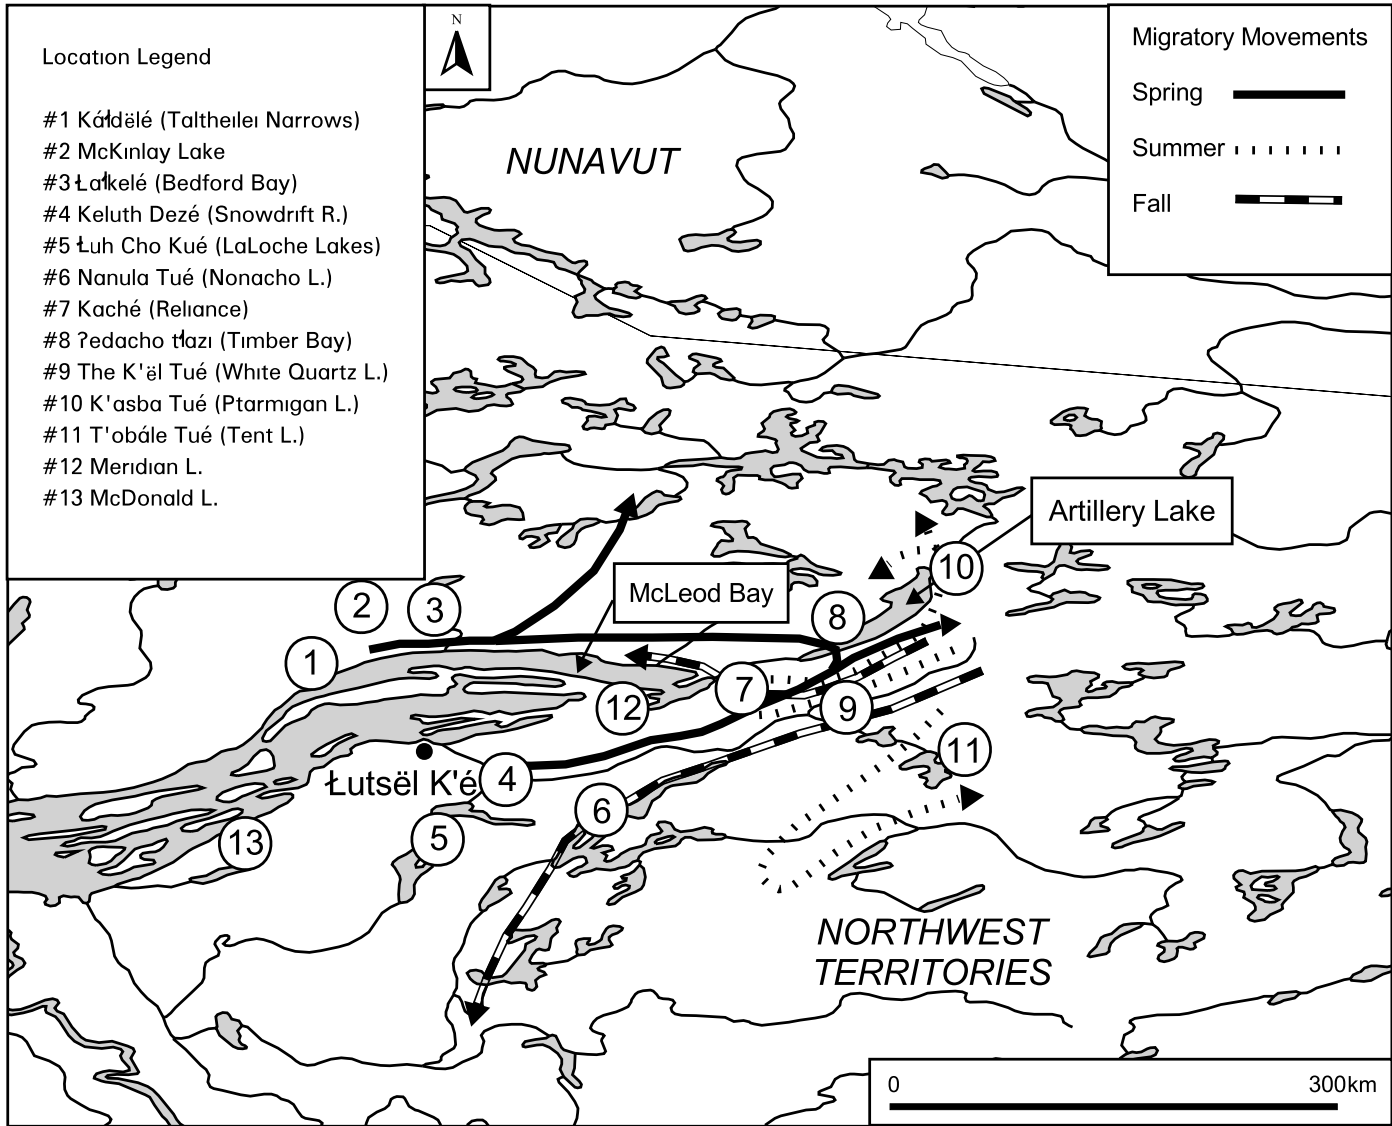 Location Legend
#1 Káłdëlé (Taltheilei Narrows)
#2 McKinlay Lake
#3 Łałkelé (Bedford Bay)
#4 Keluth Dezé (Snowdrift R.)
#5 Łuh Cho Kué (LaLoche Lakes)
#6 Nanula Tué (Nonacho L.)
#7 Kaché (Reliance)
#8 ʔedacho tłazi (Timber Bay)
#9 The K'ël Tué (White Quartz L.)
#10 K'asba Tué (Ptarmigan L.)
#11 T'obále Tué (Tent L.)
#12 Meridian L.
#13 McDonald L.
N
NUNAVUT
Migratory Movements
Spring
Summer
Fall
Artillery Lake
McLeod Bay
10
2
3
8
1
7
12
9
11
Łutsël K'é
4
6
5
13
NORTHWEST
TERRITORIES
0 300km